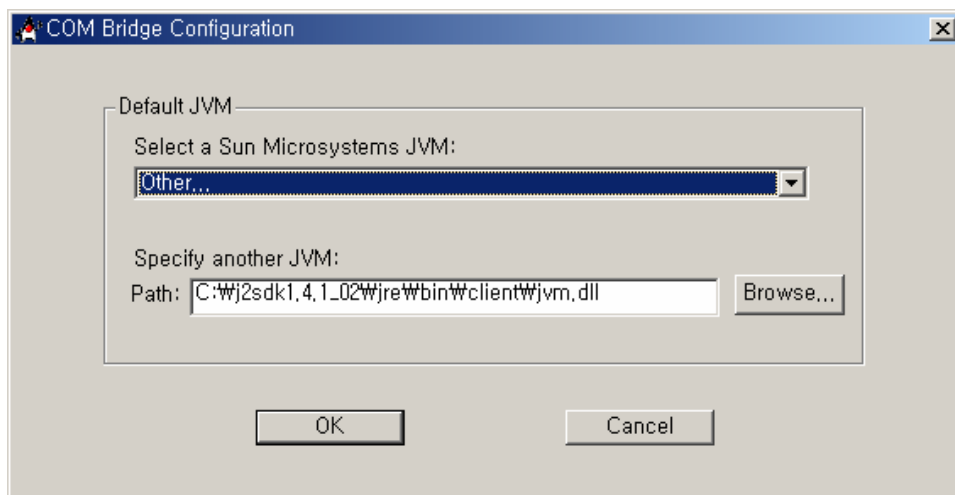 COM Bridge Configuration
Default JVM
Select a Sun Microsystems JVM:
Other...
Specify another JVM:
Path: C:₩j2sdk1.4.1_02₩jre₩bin₩client₩jvm.dll Browse...
OK Cancel